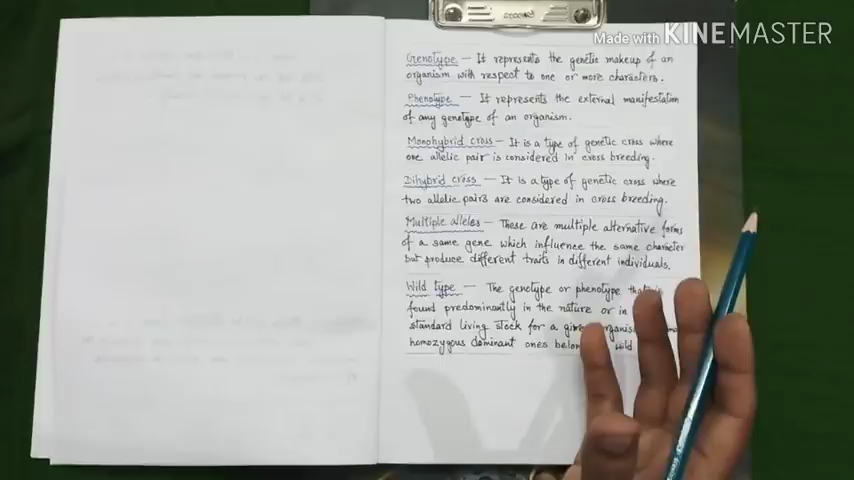 Made with KINEMASTER
Genotype — It represents the genetic makeup of an
organism with respect to one or more characters.
Phenotype — It represents the external manifestation
of any genotype of an organism.
Monohybrid cross — It is a type of genetic cross where
one allelic pair is considered in cross breeding.
Dihybrid cross — It is a type of genetic cross where
two allelic pairs are considered in cross breeding.
Multiple alleles — These are multiple alternative forms
of a same gene which influence the same character
but produce different traits in different individuals.
Wild type — The genotype or phenotype that
found predominantly in the nature or in
standard living stock for a given organism
homozygous dominant ones wild